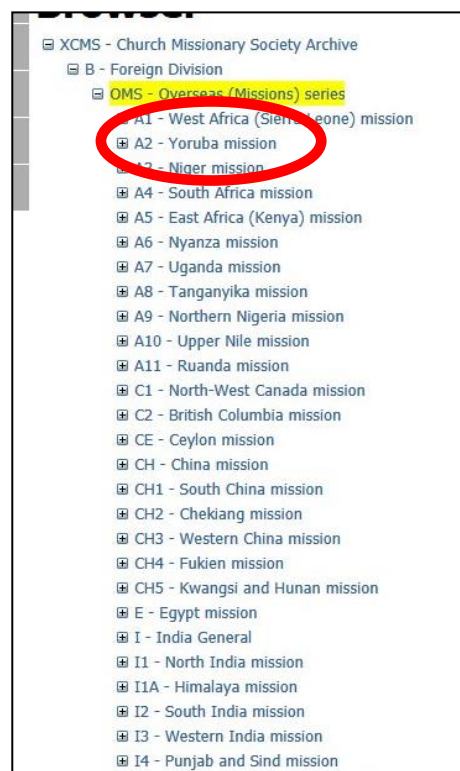 XCMS - Church Missionary Society Archive
B - Foreign Division
OMS - Overseas (Missions) series
A1 - West Africa (Sierra Leone) mission
A2 - Yoruba mission
A3 - Niger mission
A4 - South Africa mission
A5 - East Africa (Kenya) mission
A6 - Nyanza mission
A7 - Uganda mission
A8 - Tanganyika mission
A9 - Northern Nigeria mission
A10 - Upper Nile mission
A11 - Ruanda mission
C1 - North-West Canada mission
C2 - British Columbia mission
CE - Ceylon mission
CH - China mission
CH1 - South China mission
CH2 - Chekiang mission
CH3 - Western China mission
CH4 - Fukien mission
CH5 - Kwangsi and Hunan mission
E - Egypt mission
I - India General
I1 - North India mission
I1A - Himalaya mission
I2 - South India mission
I3 - Western India mission
I4 - Punjab and Sind mission